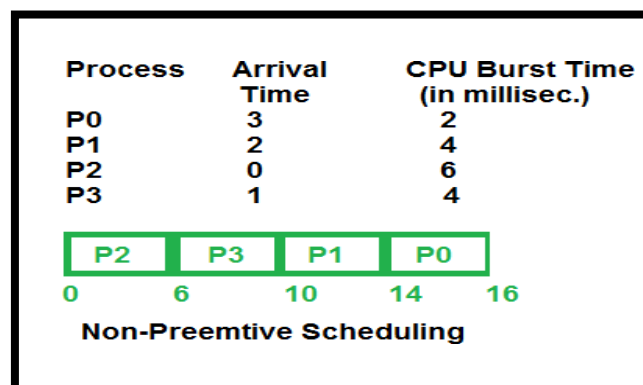 Process Arrival CPU Burst Time
Time (in millisec.)
P0 3 2
P1 2 4
P2 0 6
P3 1 4
P2 P3 P1 P0
0 6 10 14 16
Non-Preemtive Scheduling